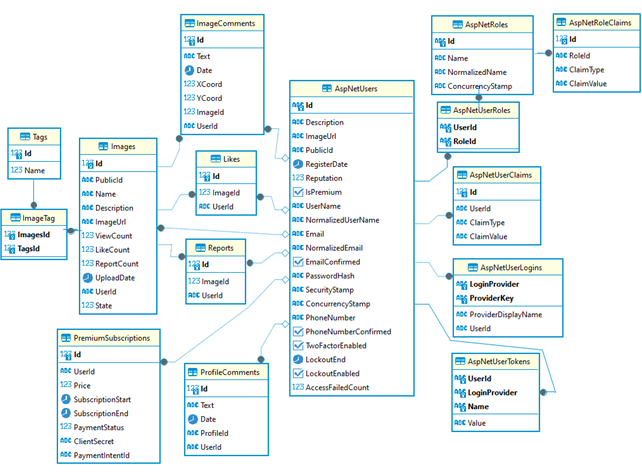 ImageComments
123 Id
ABC Text
Date
123 XCoord
123 YCoord
123 ImageId
ABC UserId
Tags
123 Id
123 Name
Images
123 Id
ABC PublicId
ABC Name
ABC Description
ABC ImageUrl
123 ViewCount
123 LikeCount
123 ReportCount
UploadDate
ABC UserId
123 State
ImageTag
123 ImagesId
123 TagsId
Likes
123 Id
123 ImageId
ABC UserId
Reports
123 Id
123 ImageId
ABC UserId
PremiumSubscriptions
123 Id
ABC UserId
123 Price
SubscriptionStart
SubscriptionEnd
123 PaymentStatus
ABC ClientSecret
ABC PaymentIntentId
ProfileComments
123 Id
ABC Text
Date
ABC ProfileId
ABC UserId
AspNetUsers
ABC Id
ABC Description
ABC ImageUrl
ABC PublicId
RegisterDate
123 Reputation
IsPremium
ABC UserName
ABC NormalizedUserName
ABC Email
ABC NormalizedEmail
EmailConfirmed
ABC PasswordHash
ABC SecurityStamp
ABC ConcurrencyStamp
ABC PhoneNumber
PhoneNumberConfirmed
TwoFactorEnabled
LockoutEnd
LockoutEnabled
123 AccessFailedCount
AspNetRoles
ABC Id
ABC Name
ABC NormalizedName
ABC ConcurrencyStamp
AspNetRoleClaims
123 Id
ABC RoleId
ABC ClaimType
ABC ClaimValue
AspNetUserRoles
ABC UserId
ABC RoleId
AspNetUserClaims
123 Id
ABC UserId
ABC ClaimType
ABC ClaimValue
AspNetUserLogins
ABC LoginProvider
ABC ProviderKey
ABC ProviderDisplayName
ABC UserId
AspNetUserTokens
ABC UserId
ABC LoginProvider
ABC Name
ABC Value